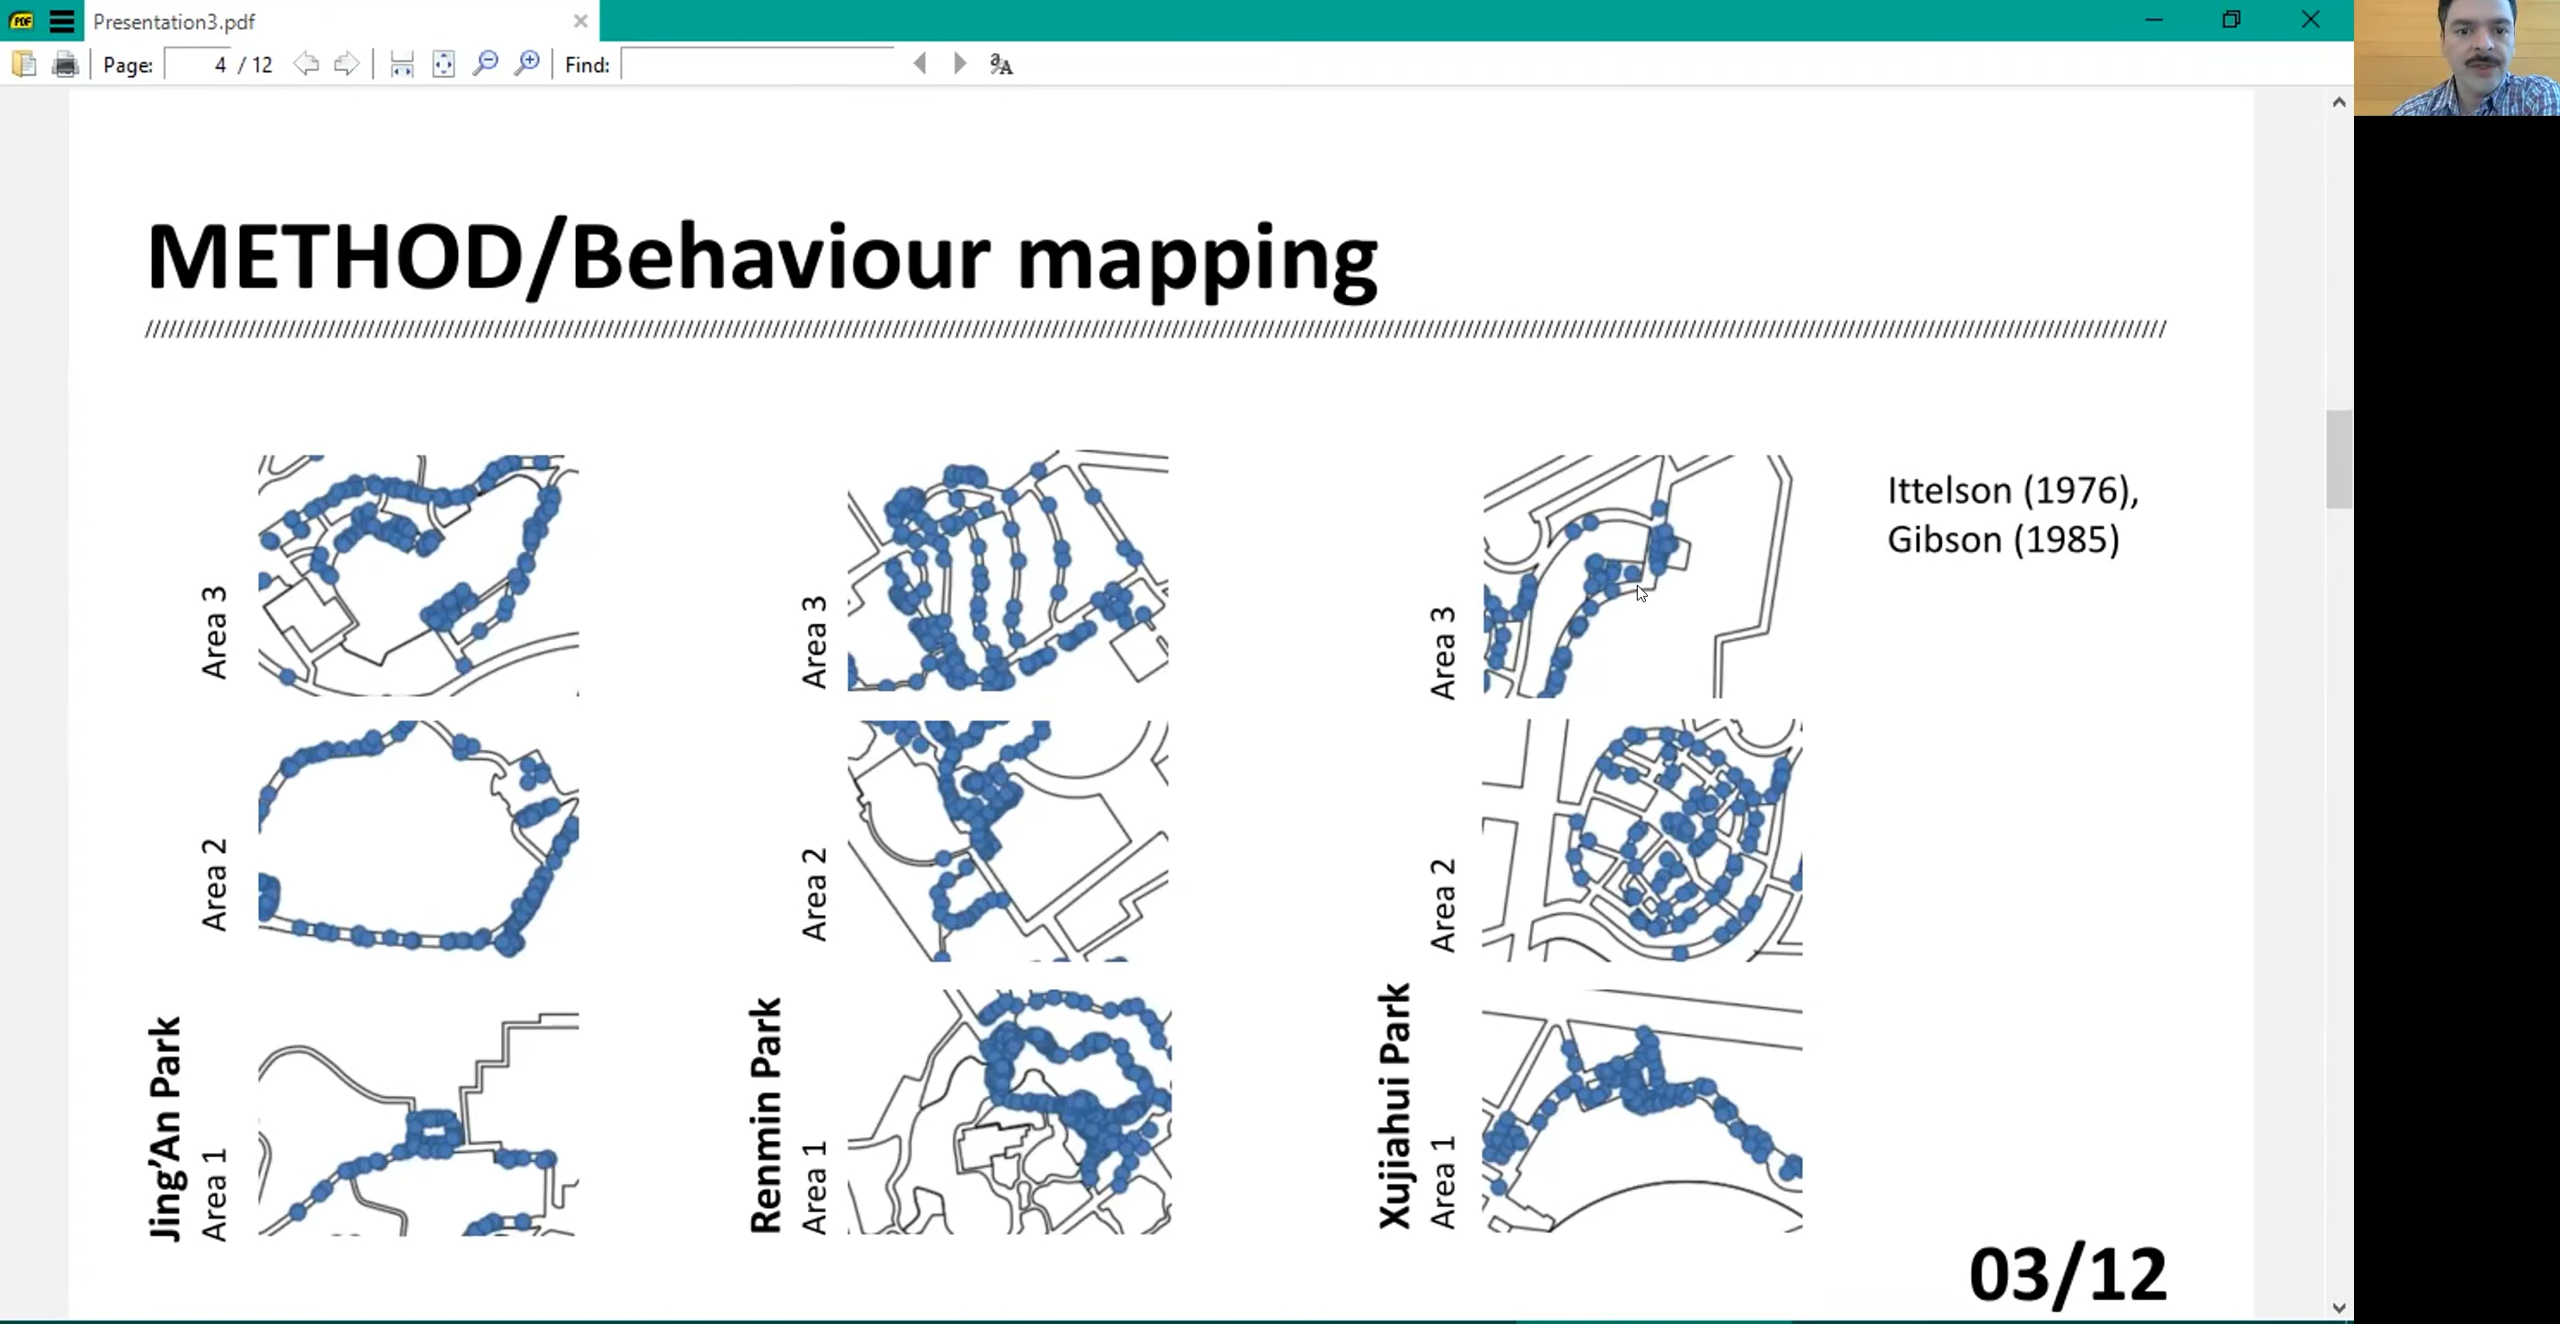 PDF
Presentation3.pdf
Page: 4 / 12
Find:
METHOD/Behaviour mapping
////////////////////////////////////////////////////////////////////////////////////////////////////////////////////////////////////////////////////////////////////////////////////////////////////////
Area 3
Area 3
Area 3
Ittelson (1976),
Gibson (1985)
Area 2
Area 2
Area 2
Jing'An Park
Area 1
Renmin Park
Area 1
Xujiahui Park
Area 1
03/12